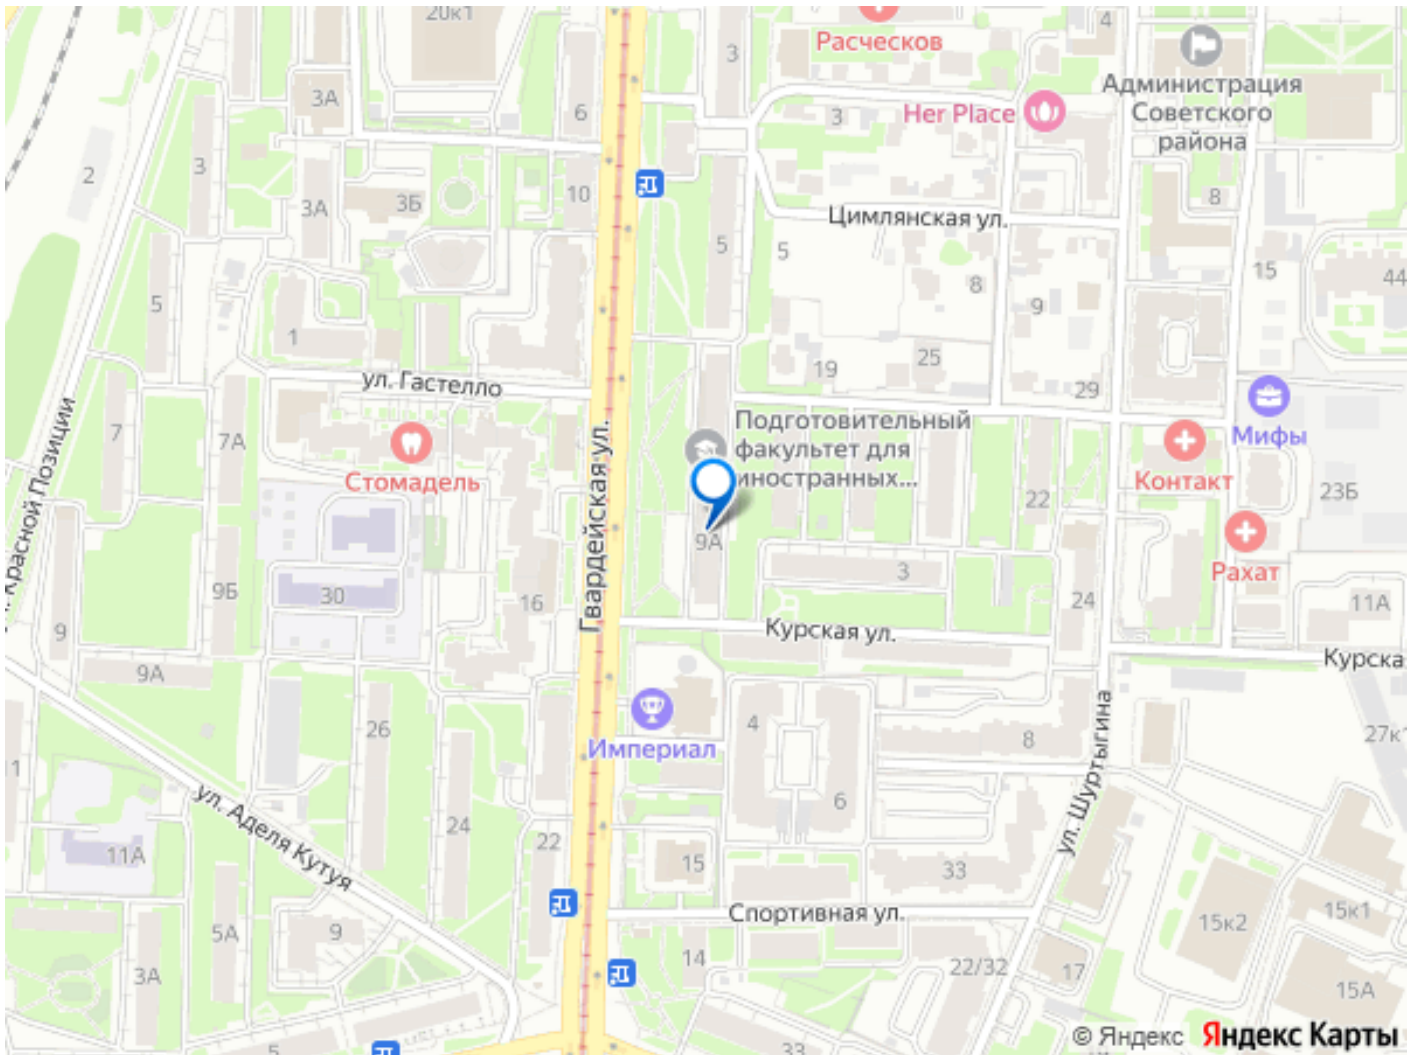 20к1
3
4
Расческов
Администрация
Советского
района
3А
6
Her Place
3
2
3
3А
3Б
10
8
Цимлянская ул.
5
5
15
5
8
9
44
1
19
25
29
ул. Гастелло
Подготовительный
факультет для
иностранных...
Мифы
7
7А
Стомадель
Контакт
22
23Б
Красной Позиции
Гвардейская ул.
9А
3
Рахат
9Б
30
16
24
11А
9
Курская ул.
Курска
9А
26
Империал
4
8
27к1
6
ул. Шуртыгина
11
ул. Аделя Кутуя
24
22
15
33
11А
Спортивная ул.
15к1
15к2
5А
9
14
22/32
17
3А
15А
5
33
© Яндекс Яндекс Карты